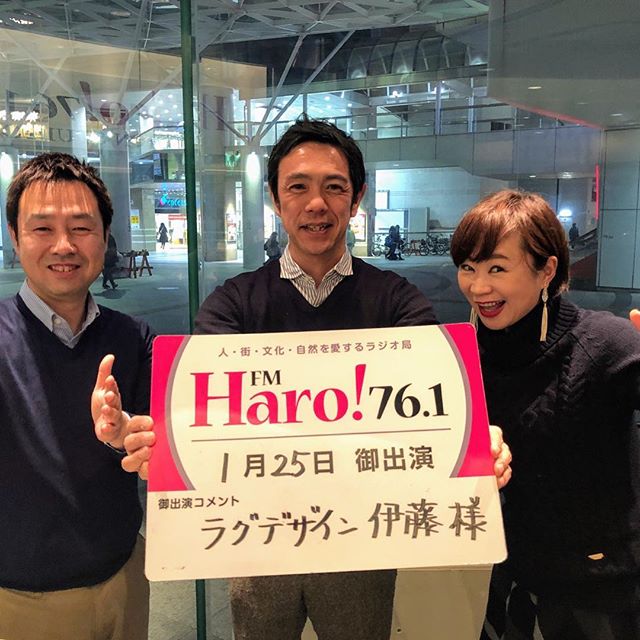 人・街・文化・自然を愛するラジオ局
FM
Haro!76.1
1月25日 御出演
御出演コメント
ラグデザイン 伊藤 様